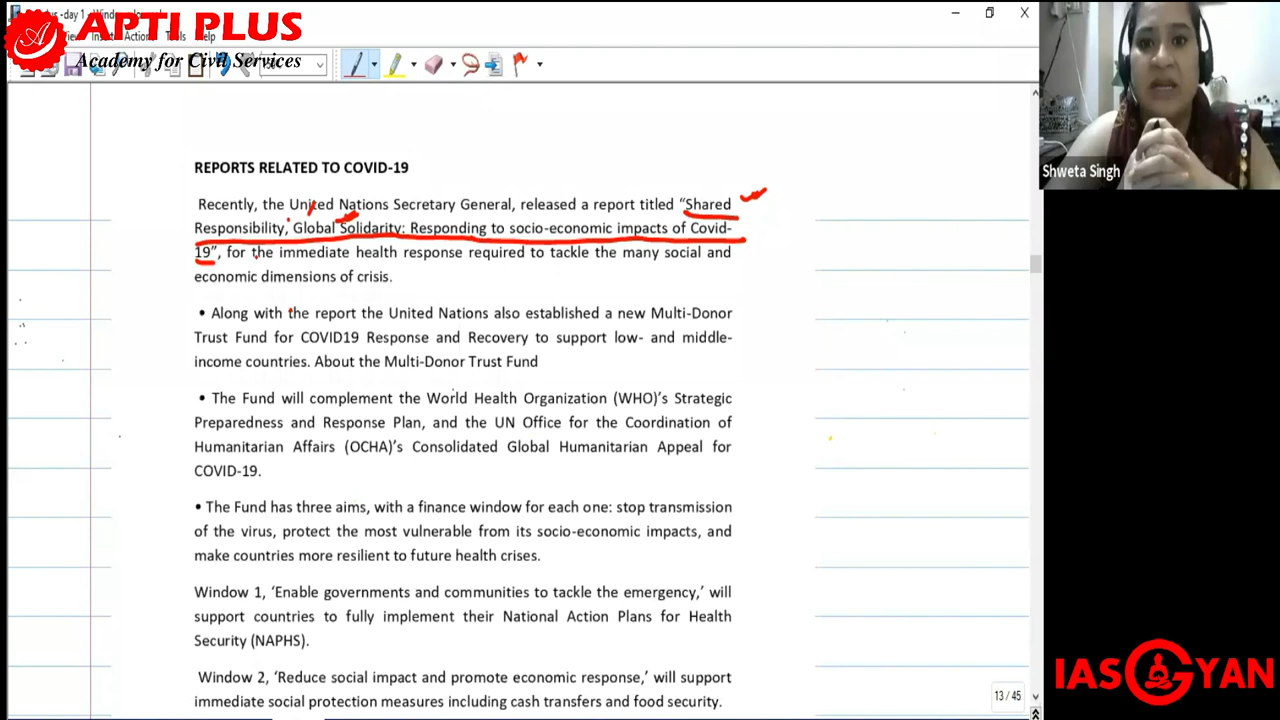 APTI PLUS
Academy for Civil Services
Shweta Singh
REPORTS RELATED TO COVID-19
Recently, the United Nations Secretary General, released a report titled “Shared
Responsibility, Global Solidarity: Responding to socio-economic impacts of Covid-
19”, for the immediate health response required to tackle the many social and
economic dimensions of crisis.
• Along with the report the United Nations also established a new Multi-Donor
Trust Fund for COVID19 Response and Recovery to support low- and middle-
income countries. About the Multi-Donor Trust Fund
• The Fund will complement the World Health Organization (WHO)’s Strategic
Preparedness and Response Plan, and the UN Office for the Coordination of
Humanitarian Affairs (OCHA)’s Consolidated Global Humanitarian Appeal for
COVID-19.
• The Fund has three aims, with a finance window for each one: stop transmission
of the virus, protect the most vulnerable from its socio-economic impacts, and
make countries more resilient to future health crises.
Window 1, ‘Enable governments and communities to tackle the emergency,’ will
support countries to fully implement their National Action Plans for Health
Security (NAPHS).
Window 2, ‘Reduce social impact and promote economic response,’ will support
immediate social protection measures including cash transfers and food security.
13 / 45
IASGYAN